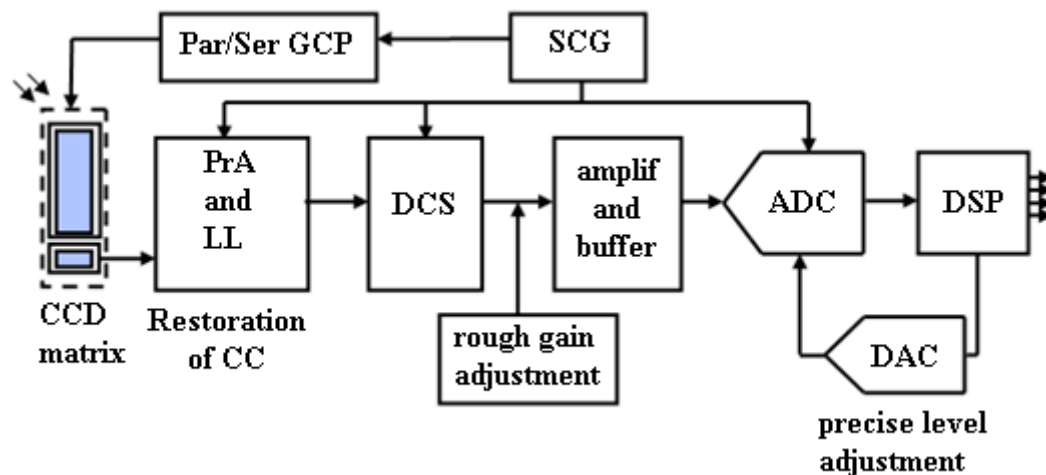 Par/Ser GCP
SCG
PrA
and
LL
DCS
amplif
and
buffer
ADC
DSP
CCD
matrix
Restoration
of CC
rough gain
adjustment
DAC
precise level
adjustment